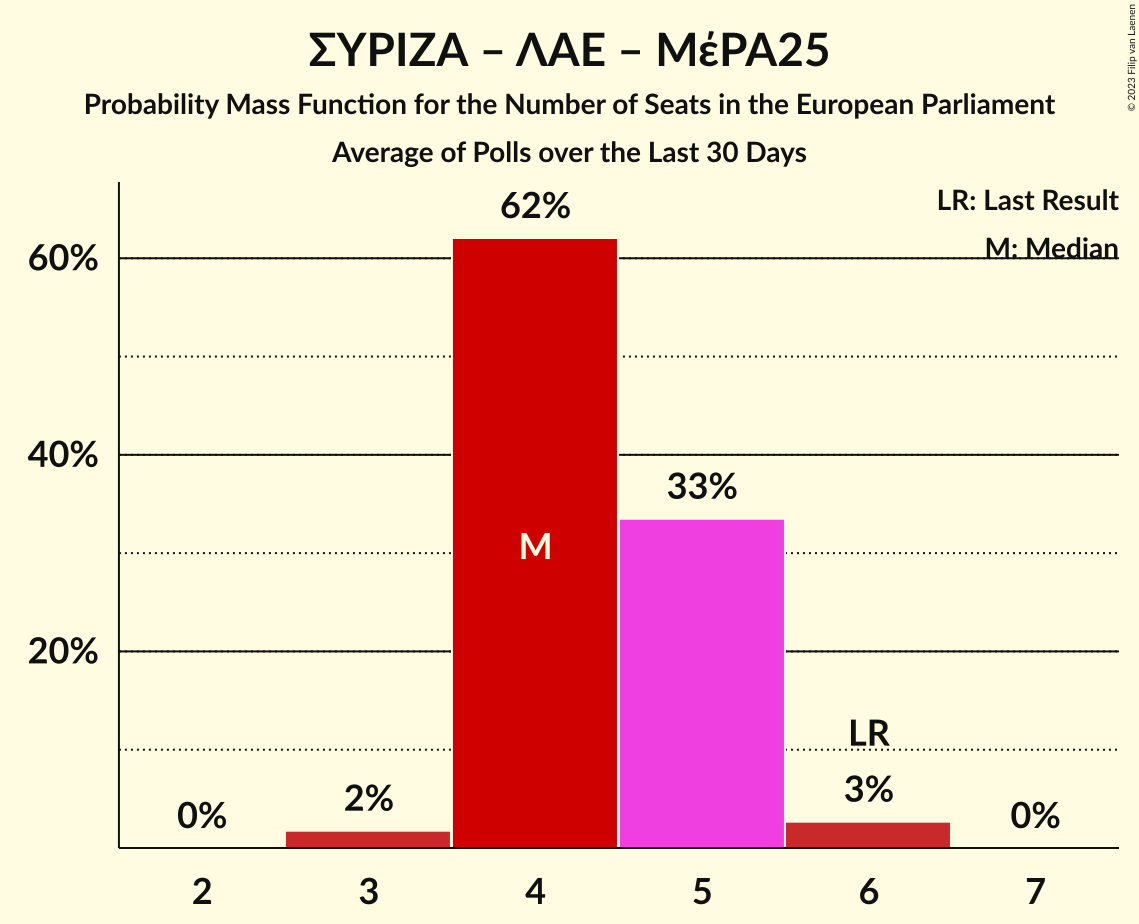 ΣΥΡΙΖΑ – ΛΑΕ – ΜέΡΑ25
Probability Mass Function for the Number of Seats in the European Parliament
Average of Polls over the Last 30 Days
© 2023 Filip van Laenen
LR: Last Result
M: Median
62%
60%
40%
33%
M
20%
LR
3%
2%
0%
0%
2 3 4 5 6 7